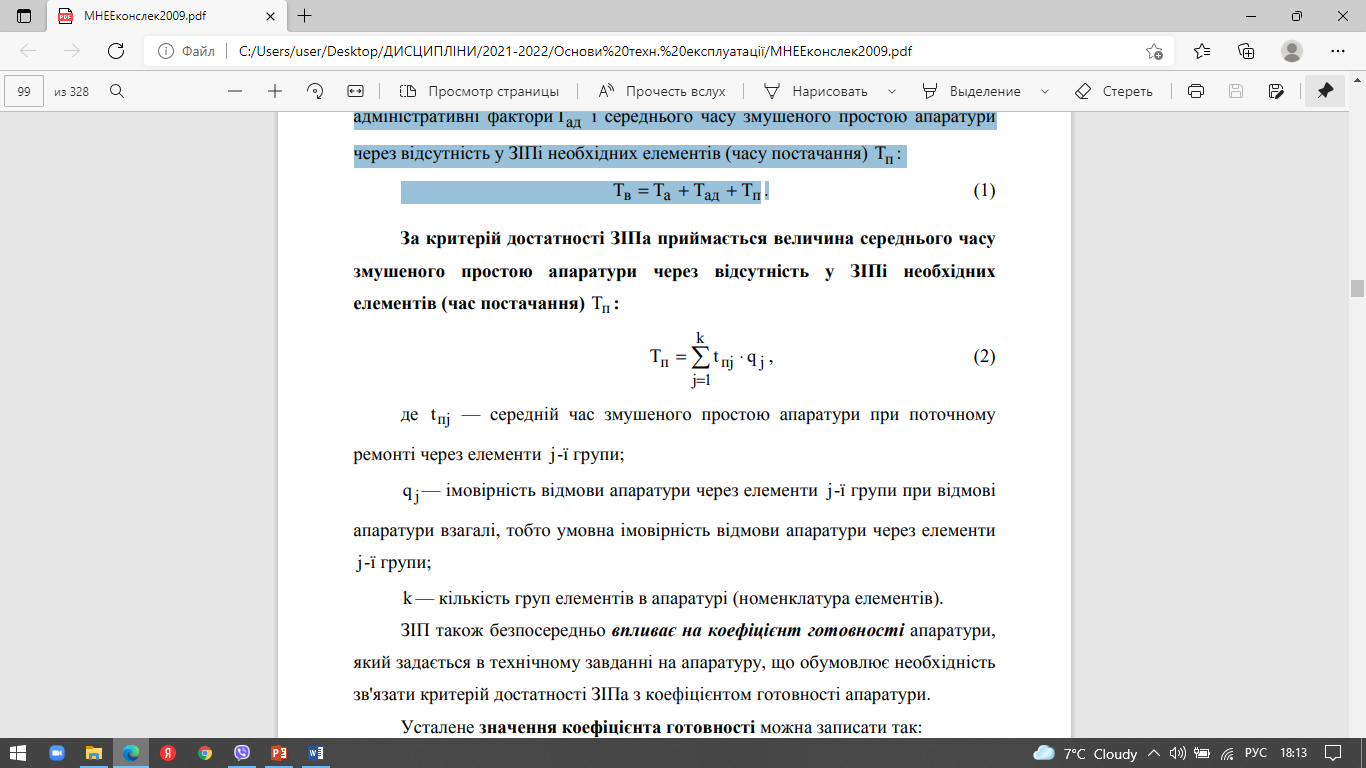 МНЕЕконслек2009.pdf
Файл C:/Users/user/Desktop/ДИСЦИПЛІНИ/2021-2022/Основи%20техн.%20експлуатації/МНЕЕконслек2009.pdf
99 из 328 Просмотр страницы Прочесть вслух Нарисовать Выделение Стереть
адміністративні фактори Tад і середнього часу змушеного простою апаратури
через відсутність у ЗІПі необхідних елементів (часу постачання) Tп :
Tв = Tа + Tад + Tп . (1)
За критерій достатності ЗІПа приймається величина середнього часу
змушеного простою апаратури через відсутність у ЗІПі необхідних
елементів (час постачання) Tп :
Tп = k∑j=1 tпj · qj , (2)
де tпj — середній час змушеного простою апаратури при поточному
ремонті через елементи j-ї групи;
qj — імовірність відмови апаратури через елементи j-ї групи при відмові
апаратури взагалі, тобто умовна імовірність відмови апаратури через елементи
j-ї групи;
k — кількість груп елементів в апаратурі (номенклатура елементів).
ЗІП також безпосередньо впливає на коефіцієнт готовності апаратури,
який задається в технічному завданні на апаратуру, що обумовлює необхідність
зв'язати критерій достатності ЗІПа з коефіцієнтом готовності апаратури.
Усталене значення коефіцієнта готовності можна записати так:
7°C Cloudy РУС 18:13